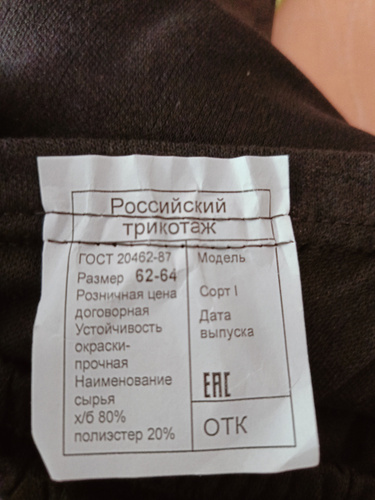 Российский
трикотаж
ГОСТ 20462-87
Размер 62-64
Розничная цена
договорная
Устойчивость
окраски-
прочная
Наименование
сырья
х/б 80%
полиэстер 20%
Модель
Сорт I
Дата
выпуска
ЕАС
ОТК